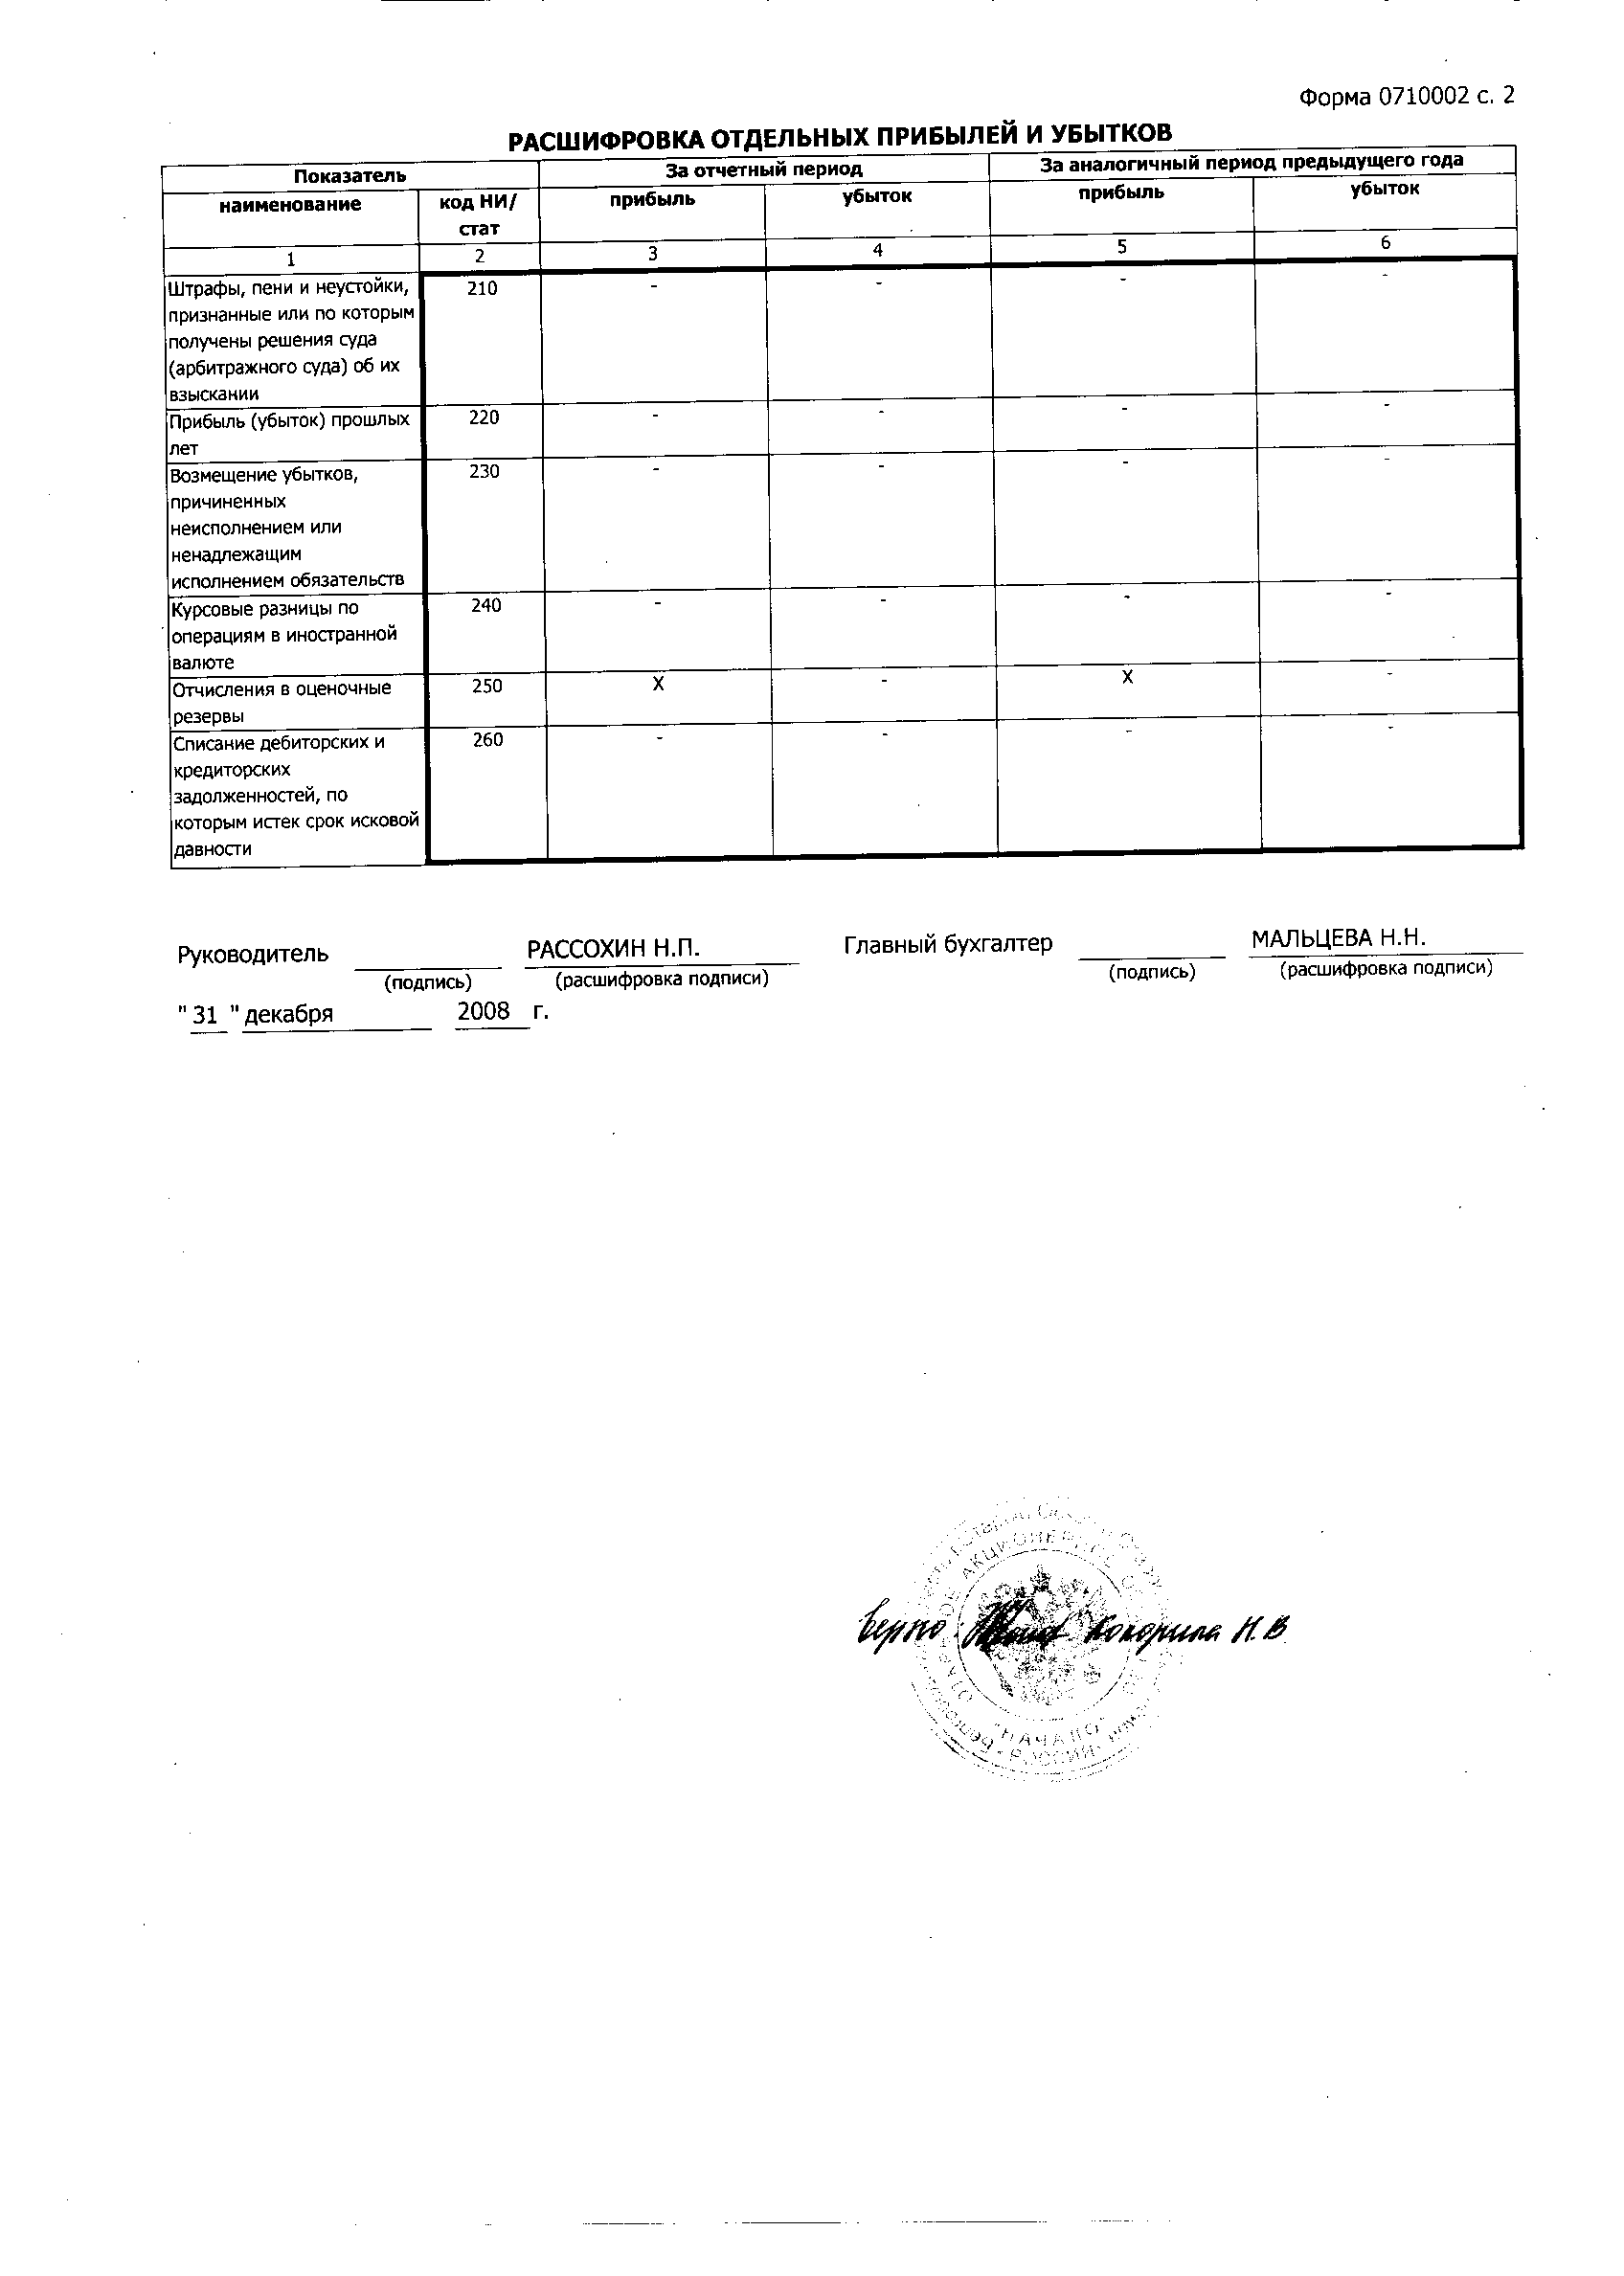 Форма 0710002 с. 2
РАСШИФРОВКА ОТДЕЛЬНЫХ ПРИБЫЛЕЙ И УБЫТКОВ
Показатель За отчетный период За аналогичный период предыдущего года
наименование код НИ/ прибыль убыток прибыль убыток
стат
1 2 3 4 5 6
Штрафы, пени и неустойки, 210 - - - -
признанные или по которым
получены решения суда
(арбитражного суда) об их
взыскании
Прибыль (убыток) прошлых 220 - - - -
лет
Возмещение убытков, 230 - - - -
причиненных
неисполнением или
ненадлежащим
исполнением обязательств
Курсовые разницы по 240 - - - -
операциям в иностранной
валюте
Отчисления в оценочные 250 X - X -
резервы
Списание дебиторских и 260 - - - -
кредиторских
задолженностей, по
которым истек срок исковой
давности
Руководитель РАССОХИН Н.П. Главный бухгалтер МАЛЬЦЕВА Н.Н.
(подпись) (расшифровка подписи) (подпись) (расшифровка подписи)
" 31 " декабря 2008 г.
Верно: Н.В
"НАЧАЛО"
РОССИЯ